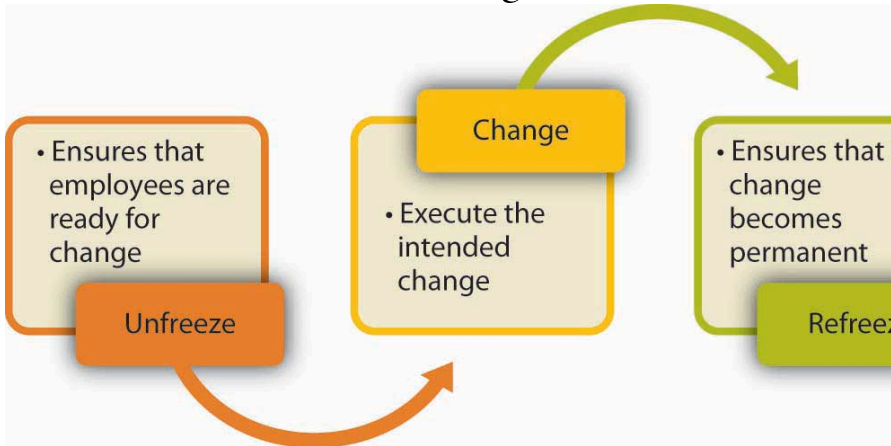 • Ensures that
employees are
ready for
change
Unfreeze
Change
• Execute the
intended
change
• Ensures that
change
becomes
permanent